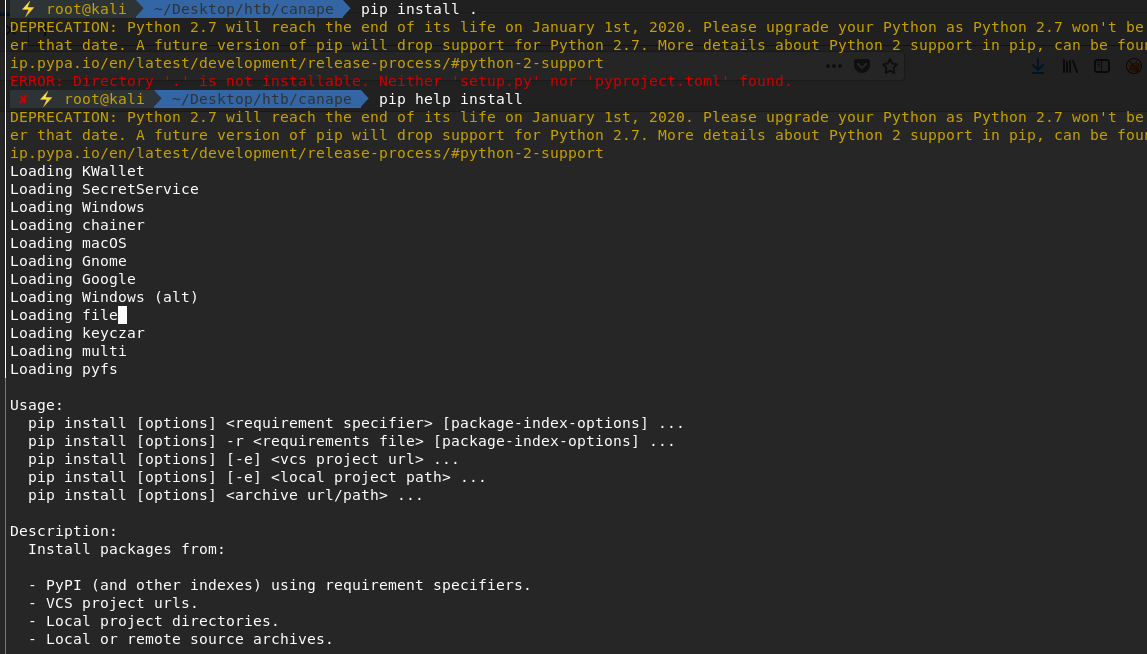 ⚡ root@kali ~/Desktop/htb/canape pip install .
DEPRECATION: Python 2.7 will reach the end of its life on January 1st, 2020. Please upgrade your Python as Python 2.7 won't be
er that date. A future version of pip will drop support for Python 2.7. More details about Python 2 support in pip, can be foun
ip.pypa.io/en/latest/development/release-process/#python-2-support
ERROR: Directory '.' is not installable. Neither 'setup.py' nor 'pyproject.toml' found.
✘ ⚡ root@kali ~/Desktop/htb/canape pip help install
DEPRECATION: Python 2.7 will reach the end of its life on January 1st, 2020. Please upgrade your Python as Python 2.7 won't be
er that date. A future version of pip will drop support for Python 2.7. More details about Python 2 support in pip, can be foun
ip.pypa.io/en/latest/development/release-process/#python-2-support
Loading KWallet
Loading SecretService
Loading Windows
Loading chainer
Loading macOS
Loading Gnome
Loading Google
Loading Windows (alt)
Loading file
Loading keyczar
Loading multi
Loading pyfs
Usage:
pip install [options] <requirement specifier> [package-index-options] ...
pip install [options] -r <requirements file> [package-index-options] ...
pip install [options] [-e] <vcs project url> ...
pip install [options] [-e] <local project path> ...
pip install [options] <archive url/path> ...
Description:
Install packages from:
- PyPI (and other indexes) using requirement specifiers.
- VCS project urls.
- Local project directories.
- Local or remote source archives.